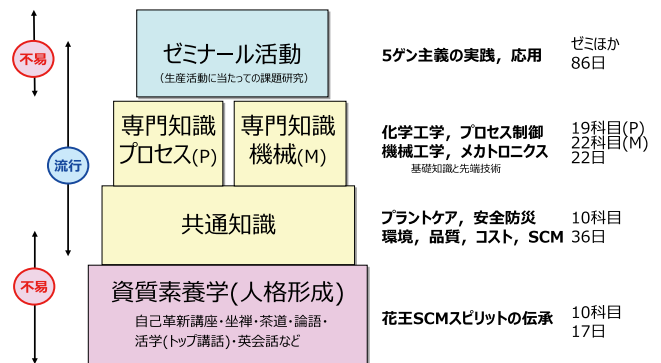 不易
ゼミナール活動
（生産活動に当たっての課題研究）
5ゲン主義の実践，応用
ゼミほか
86日
流行
専門知識
プロセス(P)
専門知識
機械(M)
化学工学，プロセス制御
機械工学，メカトロニクス
基礎知識と先端技術
19科目(P)
22科目(M)
22日
共通知識
プラントケア，安全防災
環境，品質，コスト，SCM
10科目
36日
不易
資質素養学(人格形成)
自己革新講座・坐禅・茶道・論語・
活学(トップ講話)・英会話など
花王SCMスピリットの伝承
10科目
17日